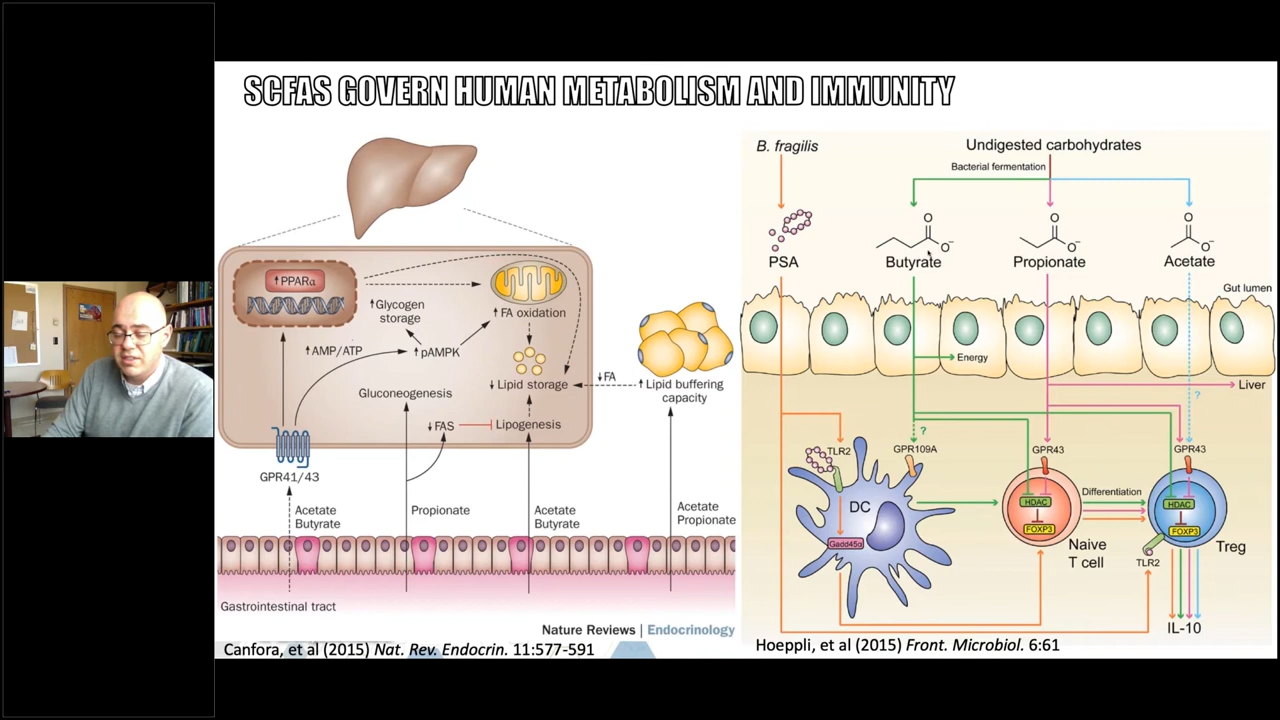 SCFAS GOVERN HUMAN METABOLISM AND IMMUNITY
↑PPARα
↑Glycogen
storage
↑FA oxidation
↑AMP/ATP
↑pAMPK
↓Lipid storage
↓FA
↑Lipid buffering
capacity
Gluconeogenesis
↓FAS
Lipogenesis
GPR41/43
Acetate
Butyrate
Propionate
Acetate
Butyrate
Acetate
Propionate
Gastrointestinal tract
Nature Reviews | Endocrinology
Canfora, et al (2015) Nat. Rev. Endocrin. 11:577-591
B. fragilis
Undigested carbohydrates
Bacterial fermentation
O
O
O
O⁻
O⁻
O⁻
PSA
Butyrate
Propionate
Acetate
Gut lumen
Energy
Liver
?
?
TLR2
GPR109A
GPR43
GPR43
DC
Gadd45α
HDAC
FOXP3
Differentiation
HDAC
FOXP3
Naive
T cell
Treg
TLR2
IL-10
Hoeppli, et al (2015) Front. Microbiol. 6:61